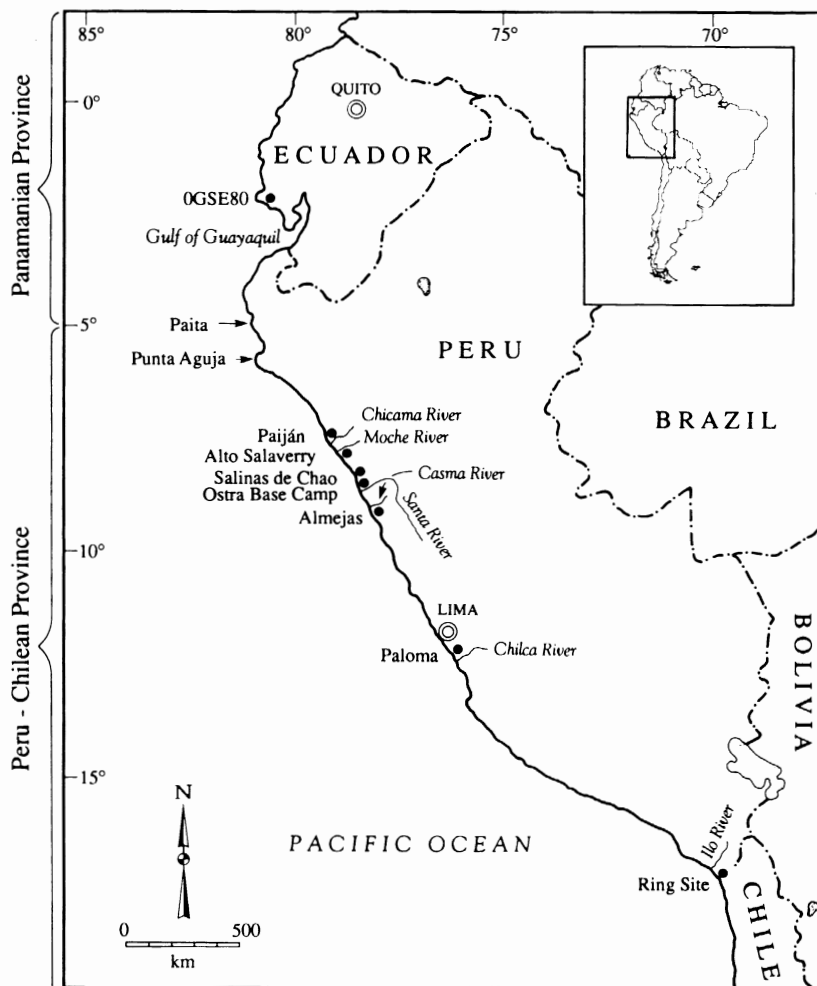 85°
80°
75°
70°
0°
5°
10°
15°
Panamanian Province
Peru - Chilean Province
QUITO
ECUADOR
0GSE80
Gulf of Guayaquil
Paita
Punta Aguja
PERU
BRAZIL
Chicama River
Paiján
Moche River
Alto Salaverry
Casma River
Salinas de Chao
Ostra Base Camp
Santa River
Almejas
LIMA
Paloma
Chilca River
BOLIVIA
N
PACIFIC OCEAN
Ilo River
Ring Site
CHILE
0 500
km